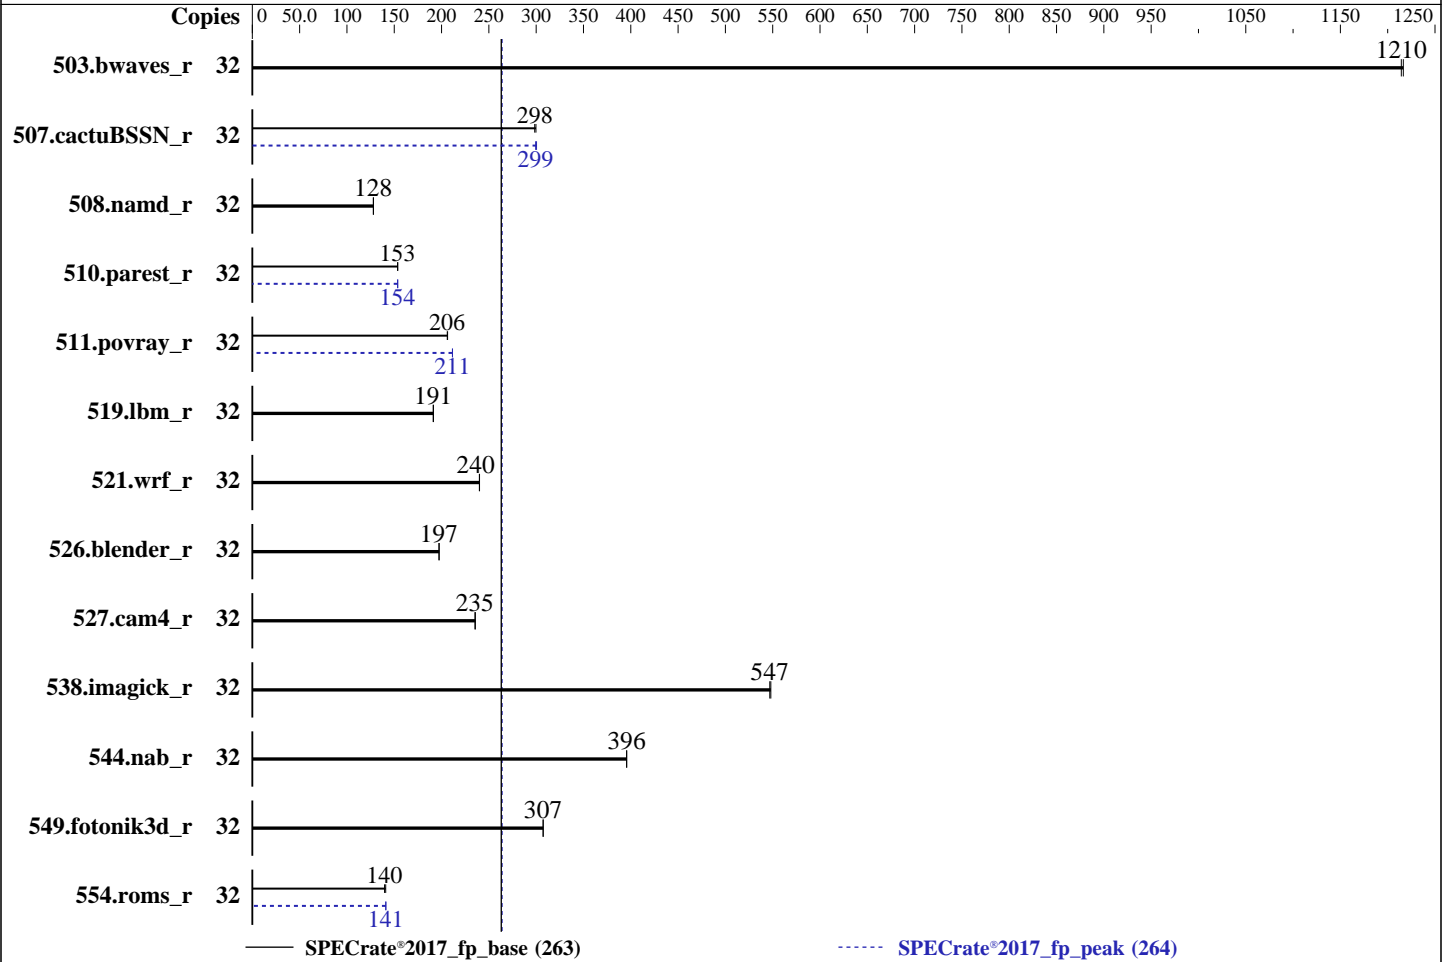 Copies 0 50.0 100 150 200 250 300 350 400 450 500 550 600 650 700 750 800 850 900 950 1050 1150 1250
503.bwaves_r 32 1210
507.cactuBSSN_r 32 298
299
508.namd_r 32 128
510.parest_r 32 153
154
511.povray_r 32 206
211
519.lbm_r 32 191
521.wrf_r 32 240
526.blender_r 32 197
527.cam4_r 32 235
538.imagick_r 32 547
544.nab_r 32 396
549.fotonik3d_r 32 307
554.roms_r 32 140
141
SPECrate®2017_fp_base (263) SPECrate®2017_fp_peak (264)